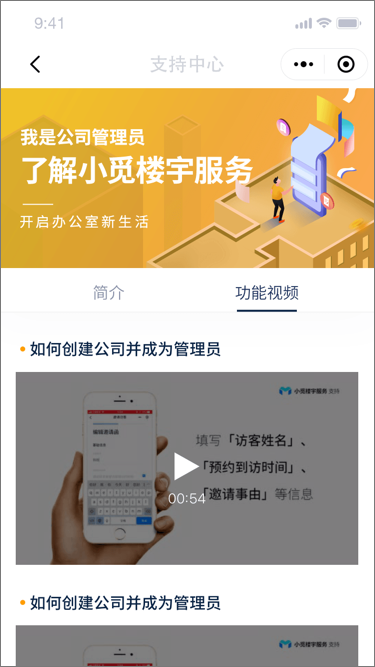 9:41
支持中心
我是公司管理员
了解小觅楼宇服务
开启办公室新生活
简介
功能视频
如何创建公司并成为管理员
小觅楼宇服务 支持
填写「访客姓名」、
「预约到访时间」、
00:54
「邀请事由」等信息
如何创建公司并成为管理员
小觅楼宇服务 支持